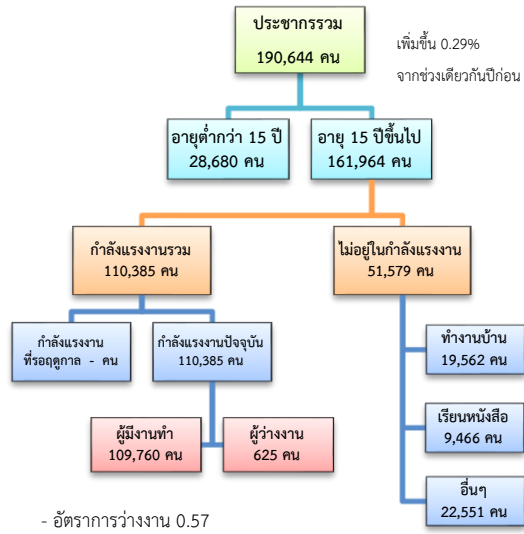 ประชากรรวม
190,644 คน
เพิ่มขึ้น 0.29%
จากช่วงเดียวกันปีก่อน
อายุต่ำกว่า 15 ปี
28,680 คน
อายุ 15 ปีขึ้นไป
161,964 คน
กำลังแรงงานรวม
110,385 คน
ไม่อยู่ในกำลังแรงงาน
51,579 คน
กำลังแรงงาน
ที่รอฤดูกาล - คน
กำลังแรงงานปัจจุบัน
110,385 คน
ทำงานบ้าน
19,562 คน
ผู้มีงานทำ
109,760 คน
ผู้ว่างงาน
625 คน
เรียนหนังสือ
9,466 คน
อื่นๆ
22,551 คน
- อัตราการว่างงาน 0.57